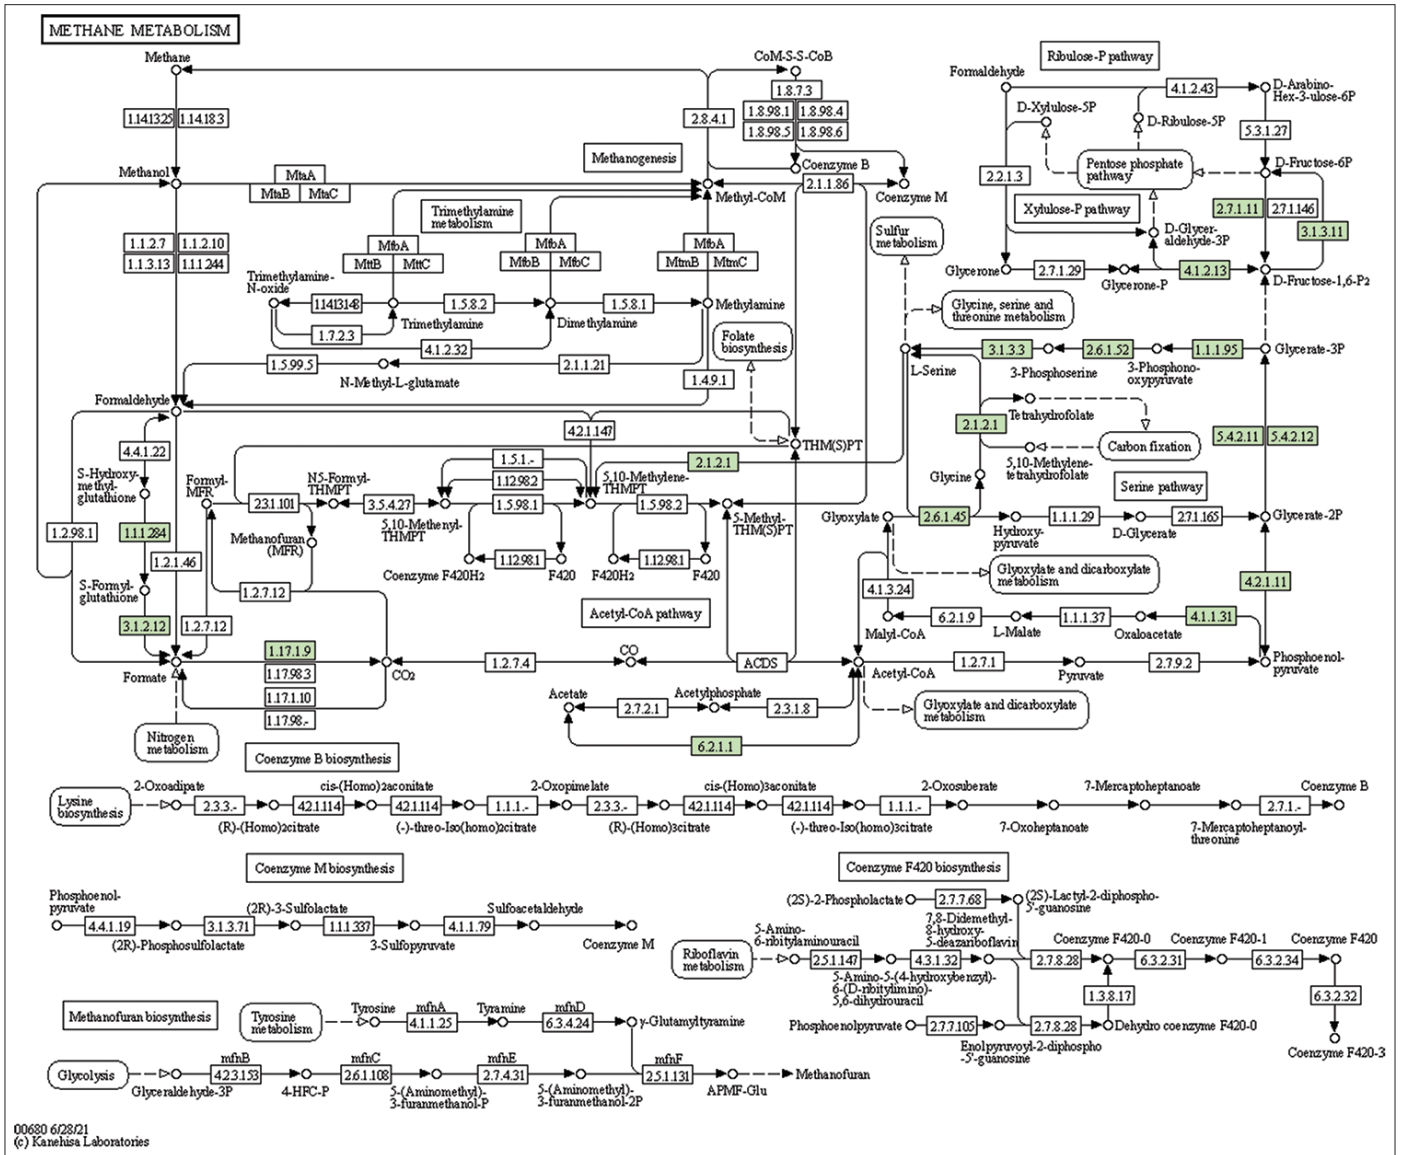 METHANE METABOLISM
Methane
CoM-S-S-CoB
Ribulose-P pathway
Formaldehyde
1.8.7.3
4.1.2.43
D-Arabino-
Hex-3-ulose-6P
D-Xylulose-5P
D-Ribulose-5P
1.14.13.25
1.14.18.3
2.8.4.1
1.8.98.1
1.8.98.4
1.8.98.5
1.8.98.6
5.3.1.27
Methanogenesis
Coenzyme B
Pentose phosphate
pathway
D-Fructose-6P
Methanol
MtaA
MtaB
MtaC
Methyl-CoM
2.1.1.86
Coenzyme M
2.2.1.3
Xylulose-P pathway
2.7.1.11
2.7.1.146
3.1.3.11
Trimethylamine
metabolism
Sulfur
metabolism
D-Glycer-
aldehyde-3P
1.1.2.7
1.1.2.10
1.1.3.13
1.1.1.244
MtbA
MttB
MttC
MtbA
MtbB
MtbC
MtbA
MtmB
MtmC
Glycerone
2.7.1.29
Glycerone-P
4.1.2.13
D-Fructose-1,6-P2
Trimethylamine-
N-oxide
1.14.13.148
1.5.8.2
1.5.8.1
Methylamine
Trimethylamine
Dimethylamine
1.7.2.3
4.1.2.32
Glycine, serine and
threonine metabolism
Folate
biosynthesis
1.5.99.5
2.1.1.21
N-Methyl-L-glutamate
1.4.9.1
L-Serine
3.1.3.3
3-Phosphoserine
2.6.1.52
3-Phosphono-
oxypyruvate
1.1.1.95
Glycerate-3P
Formaldehyde
4.2.1.147
THM(S)PT
2.1.2.1
Tetrahydrofolate
Carbon fixation
5,10-Methylene-
tetrahydrofolate
5.4.2.11
5.4.2.12
4.4.1.22
S-Hydroxy-
methyl-
glutathione
Formyl-
MFR
N5-Formyl-
THMPT
1.5.1.-
1.12.98.2
5,10-Methylene-
THMPT
2.1.2.1
Glycine
Serine pathway
2.3.1.101
3.5.4.27
1.5.98.1
1.5.98.2
5,10-Methenyl-
THMPT
5-Methyl-
THM(S)PT
Glyoxylate
2.6.1.45
Hydroxy-
pyruvate
1.1.1.29
D-Glycerate
2.7.1.165
Glycerate-2P
1.2.98.1
1.1.1.284
1.2.1.46
Methanofuran
(MFR)
Coenzyme F420H2
1.12.98.1
F420
F420H2
1.12.98.1
F420
Glyoxylate and dicarboxylate
metabolism
4.2.1.11
S-Formyl-
glutathione
1.2.7.12
4.1.3.24
3.1.2.12
1.2.7.12
Acetyl-CoA pathway
Malyl-CoA
6.2.1.9
L-Malate
1.1.1.37
Oxaloacetate
4.1.1.31
Formate
1.17.1.9
1.17.98.3
1.17.1.10
1.17.98.-
CO2
1.2.7.4
CO
ACDS
Acetyl-CoA
1.2.7.1
Pyruvate
2.7.9.2
Phosphoenol-
pyruvate
Acetate
2.7.2.1
Acetylphosphate
2.3.1.8
6.2.1.1
Glyoxylate and dicarboxylate
metabolism
Nitrogen
metabolism
Coenzyme B biosynthesis
2-Oxoadipate
cis-(Homo)2aconitate
2-Oxopimelate
cis-(Homo)3aconitate
2-Oxosuberate
7-Mercaptoheptanoate
Coenzyme B
Lysine
biosynthesis
2.3.3.-
4.2.1.114
4.2.1.114
1.1.1.-
2.3.3.-
4.2.1.114
4.2.1.114
1.1.1.-
2.7.1.-
(R)-(Homo)2citrate
(-)-threo-Iso(homo)2citrate
(R)-(Homo)3citrate
(-)-threo-Iso(homo)3citrate
7-Oxoheptanoate
7-Mercaptoheptanoyl-
threonine
Coenzyme M biosynthesis
Phosphoenol-
pyruvate
(2R)-3-Sulfolactate
Sulfoacetaldehyde
4.4.1.19
3.1.3.71
1.1.1.337
4.1.1.79
(2R)-Phosphosulfolactate
3-Sulfopyruvate
Coenzyme M
Coenzyme F420 biosynthesis
(2S)-2-Phospholactate
2.7.7.68
(2S)-Lactyl-2-diphospho-
5'-guanosine
5-Amino-
6-ribitylaminouracil
7,8-Didemethyl-
8-hydroxy-
5-deazariboflavin
Coenzyme F420-0
Coenzyme F420-1
Coenzyme F420
Riboflavin
metabolism
2.5.1.147
4.3.1.32
2.7.8.28
6.3.2.31
6.3.2.34
5-Amino-5-(4-hydroxybenzyl)-
6-(D-ribitylimino)-
5,6-dihydrouracil
1.3.8.17
6.3.2.32
Phosphoenolpyruvate
2.7.7.105
2.7.8.28
Dehydro coenzyme F420-0
Enolpyruvoyl-2-diphospho
-5'-guanosine
Coenzyme F420-3
Methanofuran biosynthesis
Tyrosine
metabolism
Tyrosine
mfnA
4.1.1.25
Tyramine
mfnD
6.3.4.24
γ-Glutamyltyramine
Glycolysis
mfnB
4.2.3.153
mfnC
2.6.1.108
mfnE
2.7.4.31
mfnF
2.5.1.131
Methanofuran
Glyceraldehyde-3P
4-HFC-P
5-(Aminomethyl)-
3-furanmethanol-P
5-(Aminomethyl)-
3-furanmethanol-2P
APMF-Glu
00680 6/28/21
(c) Kanehisa Laboratories